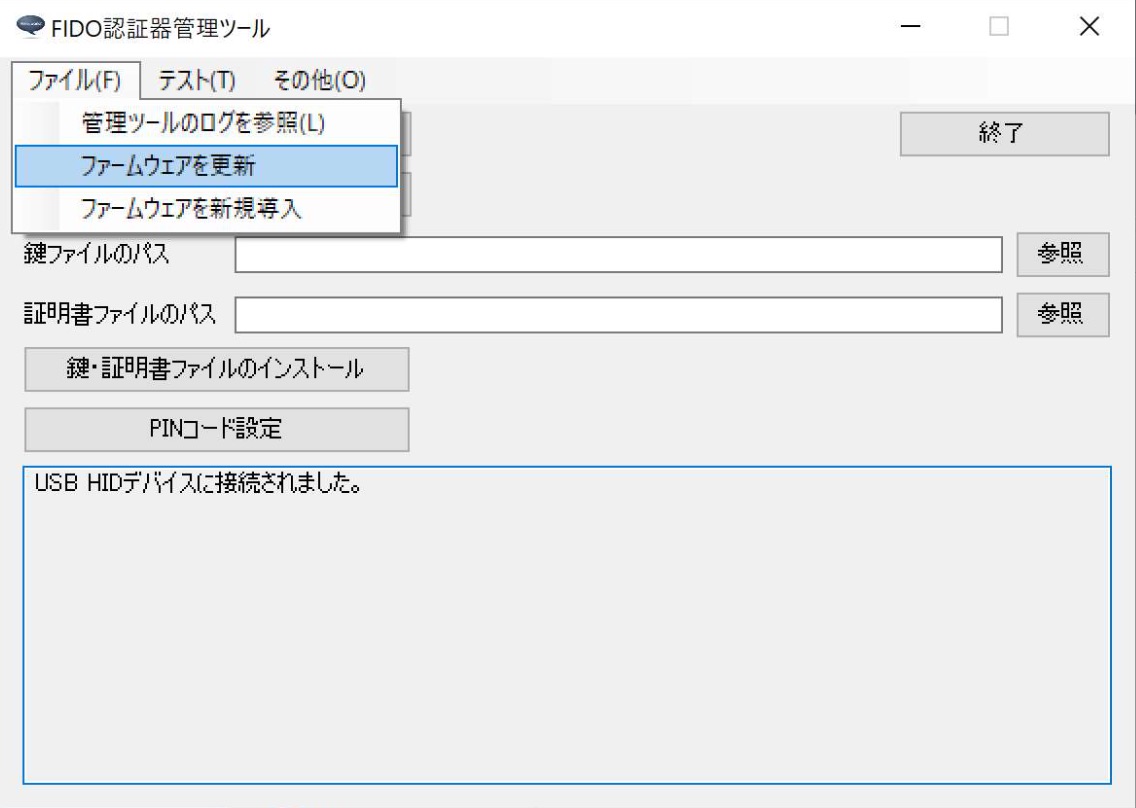 FIDO認証器管理ツール
ファイル(F) テスト(T) その他(O)
管理ツールのログを参照(L)
終了
ファームウェアを更新
ファームウェアを新規導入
鍵ファイルのパス
参照
証明書ファイルのパス
参照
鍵・証明書ファイルのインストール
PINコード設定
USB HIDデバイスに接続されました。